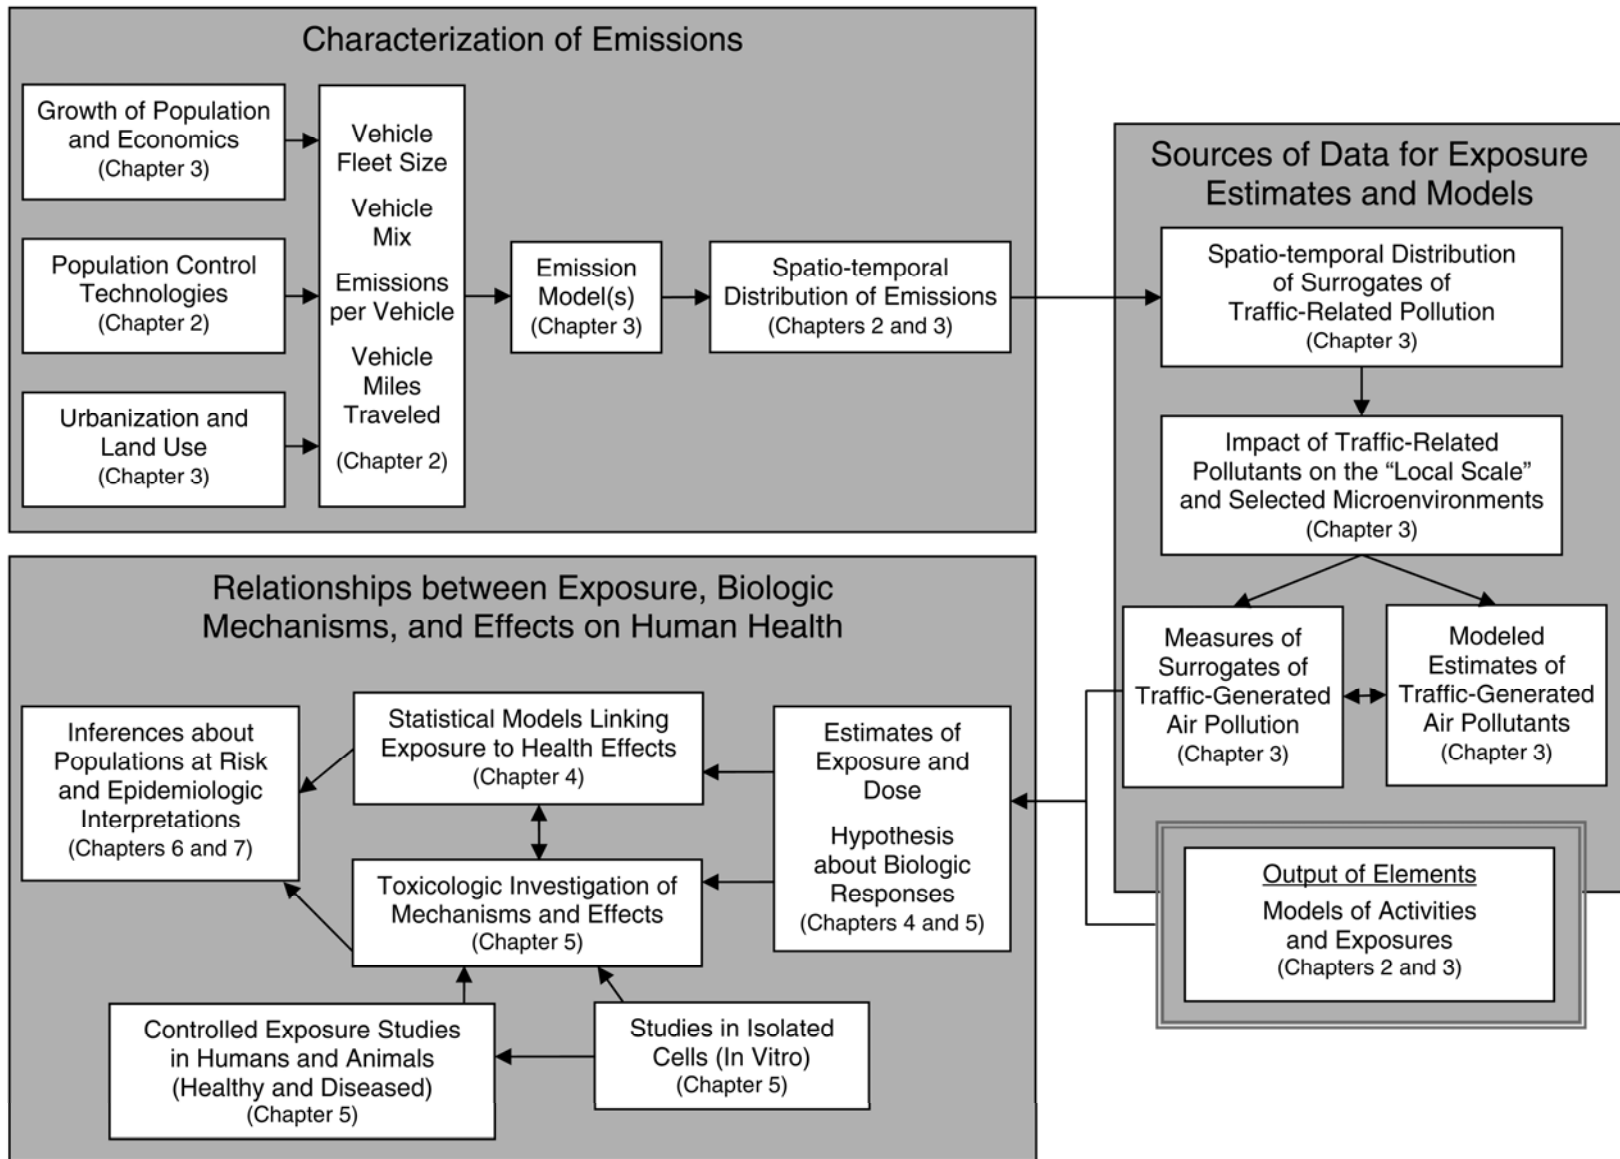 Characterization of Emissions
Growth of Population
and Economics
(Chapter 3)
Population Control
Technologies
(Chapter 2)
Urbanization and
Land Use
(Chapter 3)
Vehicle
Fleet Size
Vehicle
Mix
Emissions
per Vehicle
Vehicle
Miles
Traveled
(Chapter 2)
Emission
Model(s)
(Chapter 3)
Spatio-temporal
Distribution of Emissions
(Chapters 2 and 3)
Sources of Data for Exposure
Estimates and Models
Spatio-temporal Distribution
of Surrogates of
Traffic-Related Pollution
(Chapter 3)
Impact of Traffic-Related
Pollutants on the “Local Scale”
and Selected Microenvironments
(Chapter 3)
Measures of
Surrogates of
Traffic-Generated
Air Pollution
(Chapter 3)
Modeled
Estimates of
Traffic-Generated
Air Pollutants
(Chapter 3)
Output of Elements
Models of Activities
and Exposures
(Chapters 2 and 3)
Relationships between Exposure, Biologic
Mechanisms, and Effects on Human Health
Inferences about
Populations at Risk
and Epidemiologic
Interpretations
(Chapters 6 and 7)
Statistical Models Linking
Exposure to Health Effects
(Chapter 4)
Toxicologic Investigation of
Mechanisms and Effects
(Chapter 5)
Estimates of
Exposure and
Dose
Hypothesis
about Biologic
Responses
(Chapters 4 and 5)
Controlled Exposure Studies
in Humans and Animals
(Healthy and Diseased)
(Chapter 5)
Studies in Isolated
Cells (In Vitro)
(Chapter 5)